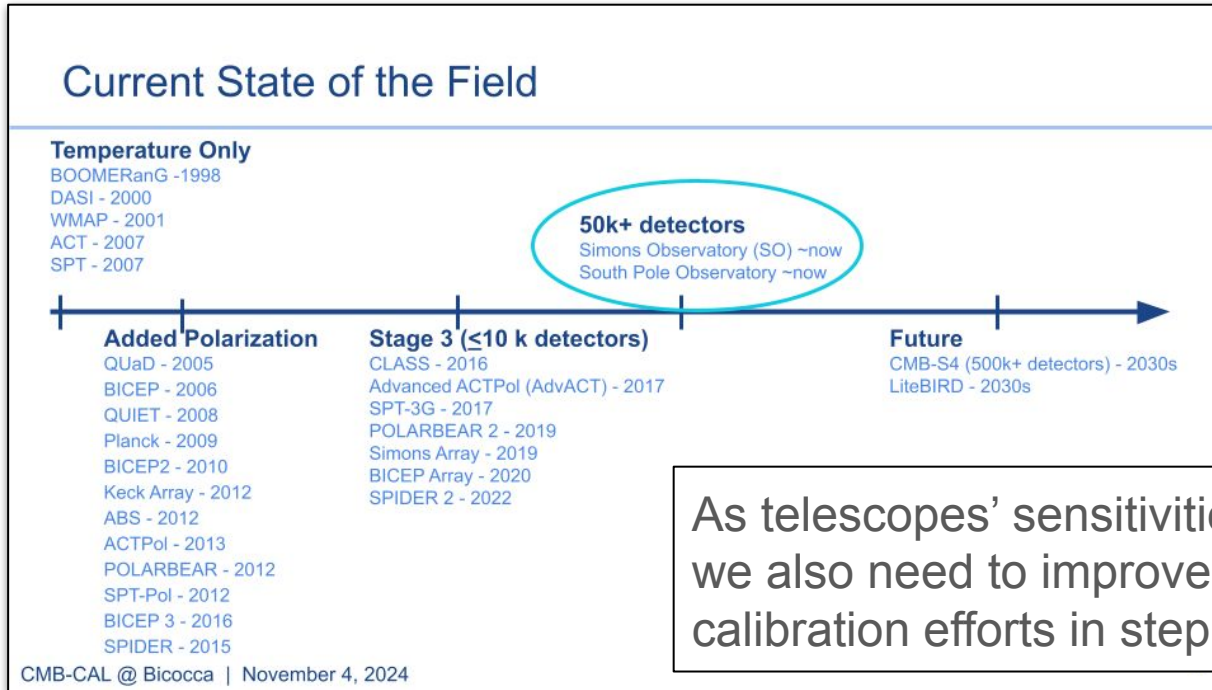 Current State of the Field
Temperature Only
BOOMERanG -1998
DASI - 2000
WMAP - 2001
ACT - 2007
SPT - 2007
50k+ detectors
Simons Observatory (SO) ~now
South Pole Observatory ~now
Added Polarization
QUaD - 2005
BICEP - 2006
QUIET - 2008
Planck - 2009
BICEP2 - 2010
Keck Array - 2012
ABS - 2012
ACTPol - 2013
POLARBEAR - 2012
SPT-Pol - 2012
BICEP 3 - 2016
SPIDER - 2015
Stage 3 (≤10 k detectors)
CLASS - 2016
Advanced ACTPol (AdvACT) - 2017
SPT-3G - 2017
POLARBEAR 2 - 2019
Simons Array - 2019
BICEP Array - 2020
SPIDER 2 - 2022
Future
CMB-S4 (500k+ detectors) - 2030s
LiteBIRD - 2030s
As telescopes’
we also need to improve
calibration efforts in step
CMB-CAL @ Bicocca | November 4, 2024